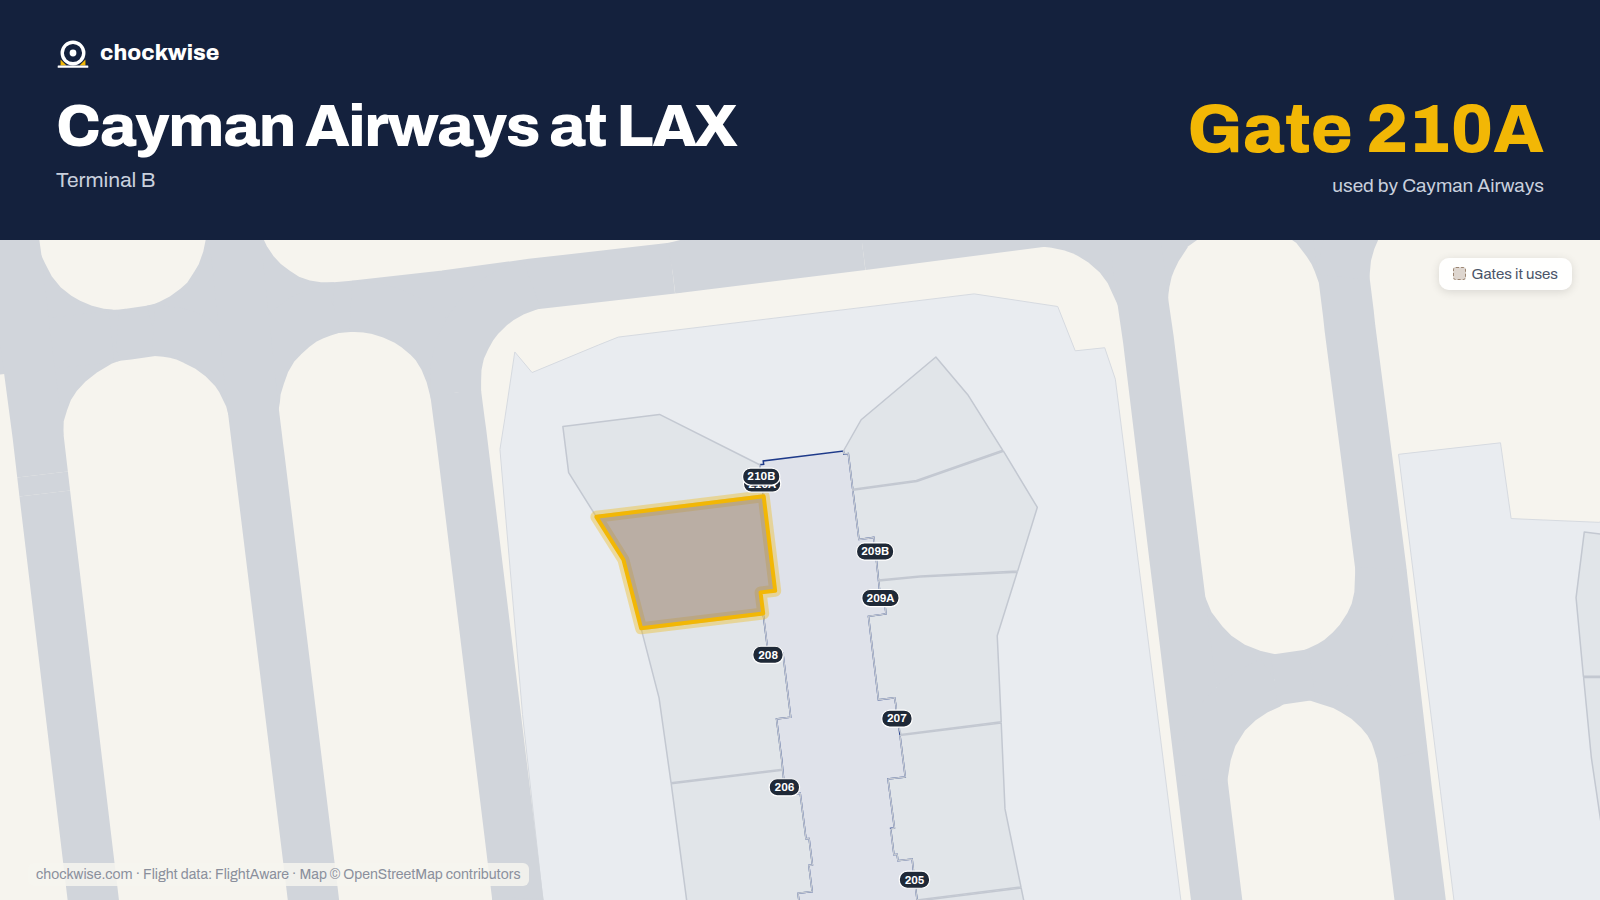 chockwise
Cayman Airways at LAX
Terminal B
Gate 210A
used by Cayman Airways
Gates it uses
210B
209B
209A
208
207
206
205
chockwise.com · Flight data: FlightAware · Map © OpenStreetMap contributors